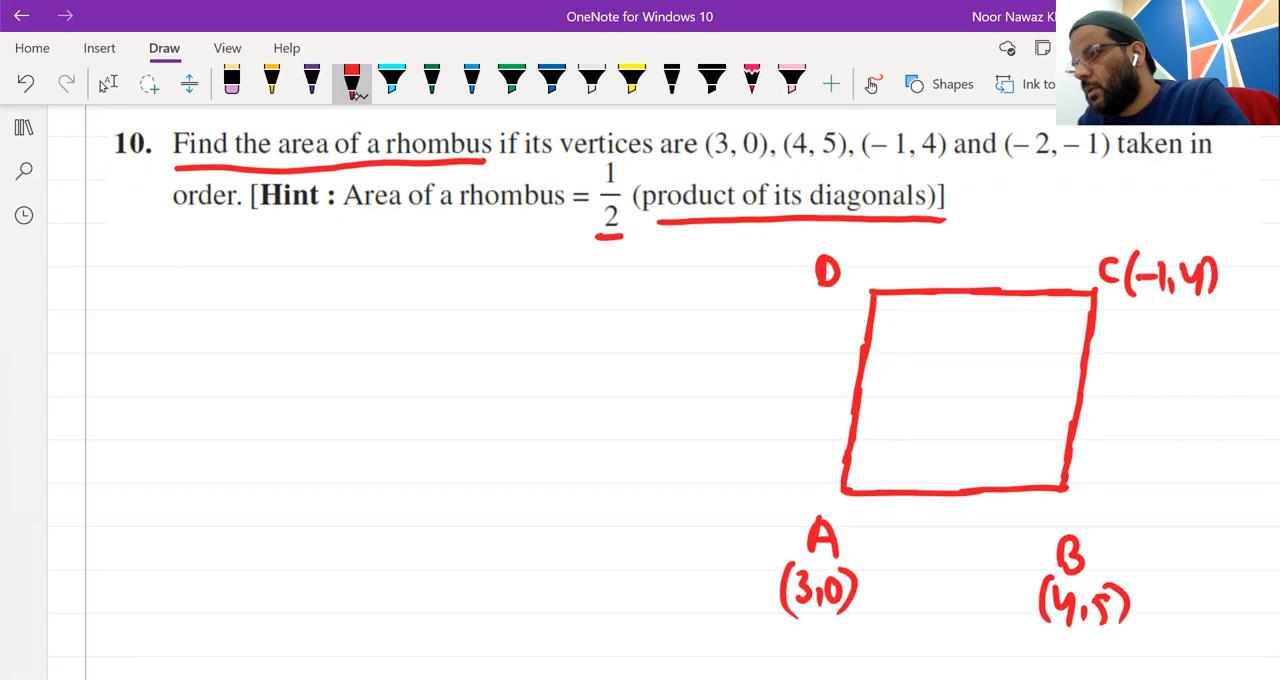 OneNote for Windows 10
Noor Nawaz
Home Insert Draw View Help
Shapes Ink to
10. Find the area of a rhombus if its vertices are (3, 0), (4, 5), (– 1, 4) and (– 2, – 1) taken in
order. [Hint : Area of a rhombus = 1/2 (product of its diagonals)]
D C(-1,4)
A B
(3,0) (4,5)